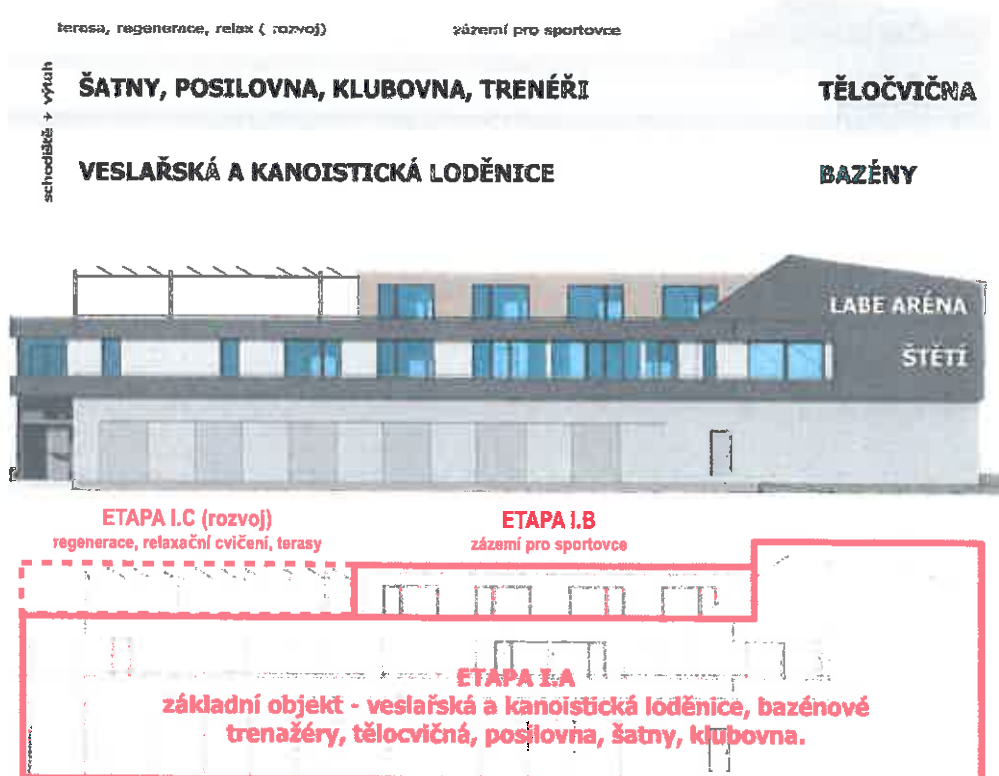 terasa, regenerace, relax ( rozvoj)
zázemí pro sportovce
schodiště + výtah
ŠATNY, POSILOVNA, KLUBOVNA, TRENÉŘI
TĚLOČVIČNA
VESLAŘSKÁ A KANOISTICKÁ LODĚNICE
BAZÉNY
LABE ARÉNA
ŠTĚTÍ
ETAPA I.C (rozvoj)
regenerace, relaxační cvičení, terasy
ETAPA I.B
zázemí pro sportovce
ETAPA I.A
základní objekt - veslařská a kanoistická loděnice, bazénové
trenažéry, tělocvičná, posilovna, šatny, klubovna.